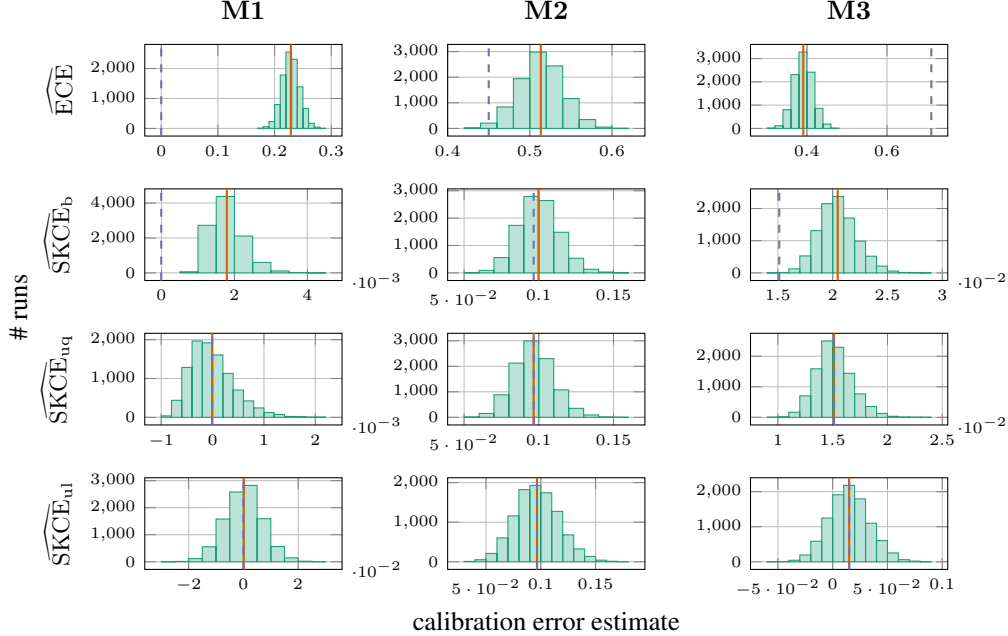 M1 M2 M3
ECE
2,000
1,000
0
0 0.1 0.2 0.3
3,000
2,000
1,000
0
0.4 0.5 0.6
3,000
2,000
1,000
0
0.4 0.6
SKCE_b
4,000
2,000
0
0 2 4
·10⁻³
3,000
2,000
1,000
0
5 · 10⁻² 0.1 0.15
2,000
1,000
0
1.5 2 2.5 3
·10⁻²
# runs
SKCE_uq
2,000
1,000
0
−1 0 1 2
·10⁻³
3,000
2,000
1,000
0
5 · 10⁻² 0.1 0.15
2,000
1,000
0
1 1.5 2 2.5
·10⁻²
SKCE_ul
3,000
2,000
1,000
0
−2 0 2
·10⁻²
2,000
1,000
0
5 · 10⁻² 0.1 0.15
2,000
1,000
0
−5 · 10⁻² 0 5 · 10⁻² 0.1
calibration error estimate